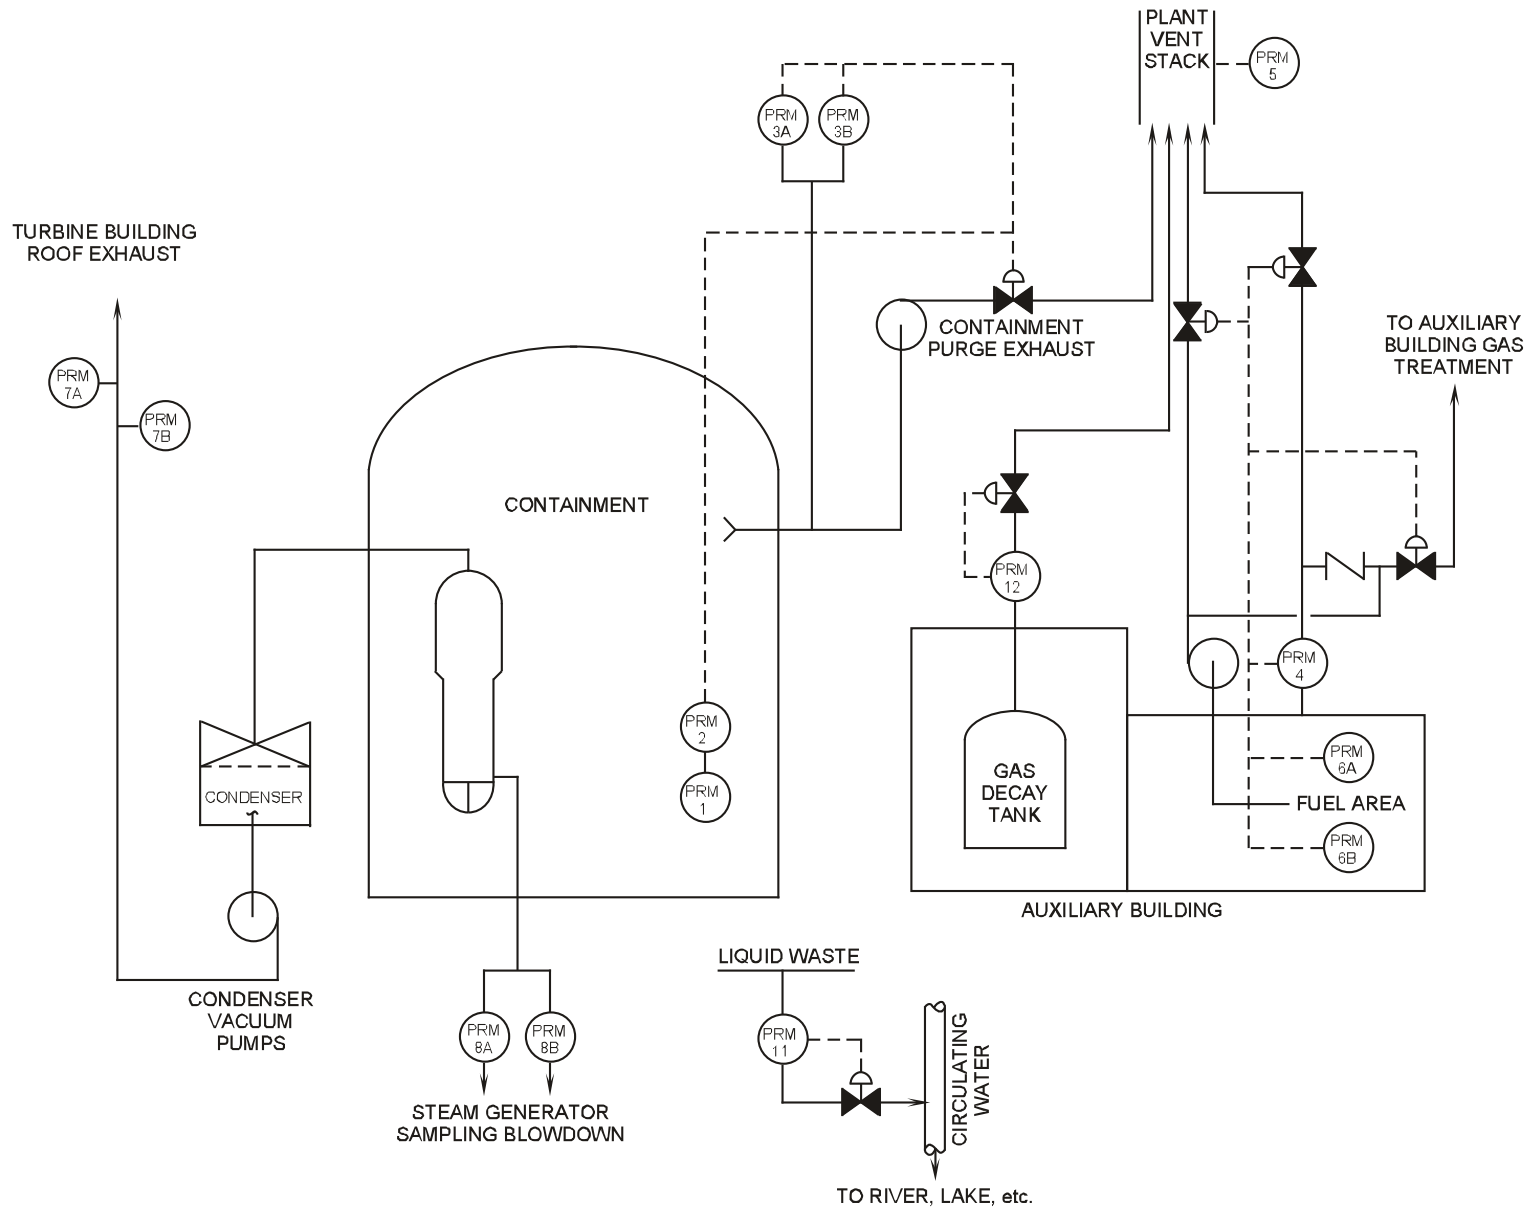 PLANT
VENT
STACK
PRM
5
PRM
3A
PRM
3B
TURBINE BUILDING
ROOF EXHAUST
CONTAINMENT
PURGE EXHAUST
TO AUXILIARY
BUILDING GAS
TREATMENT
PRM
7A
PRM
7B
CONTAINMENT
PRM
12
PRM
4
PRM
2
PRM
1
PRM
6A
FUEL AREA
PRM
6B
GAS
DECAY
TANK
CONDENSER
AUXILIARY BUILDING
LIQUID WASTE
CONDENSER
VACUUM
PUMPS
PRM
8A
PRM
8B
PRM
11
CIRCULATING
WATER
STEAM GENERATOR
SAMPLING BLOWDOWN
TO RIVER, LAKE, etc.